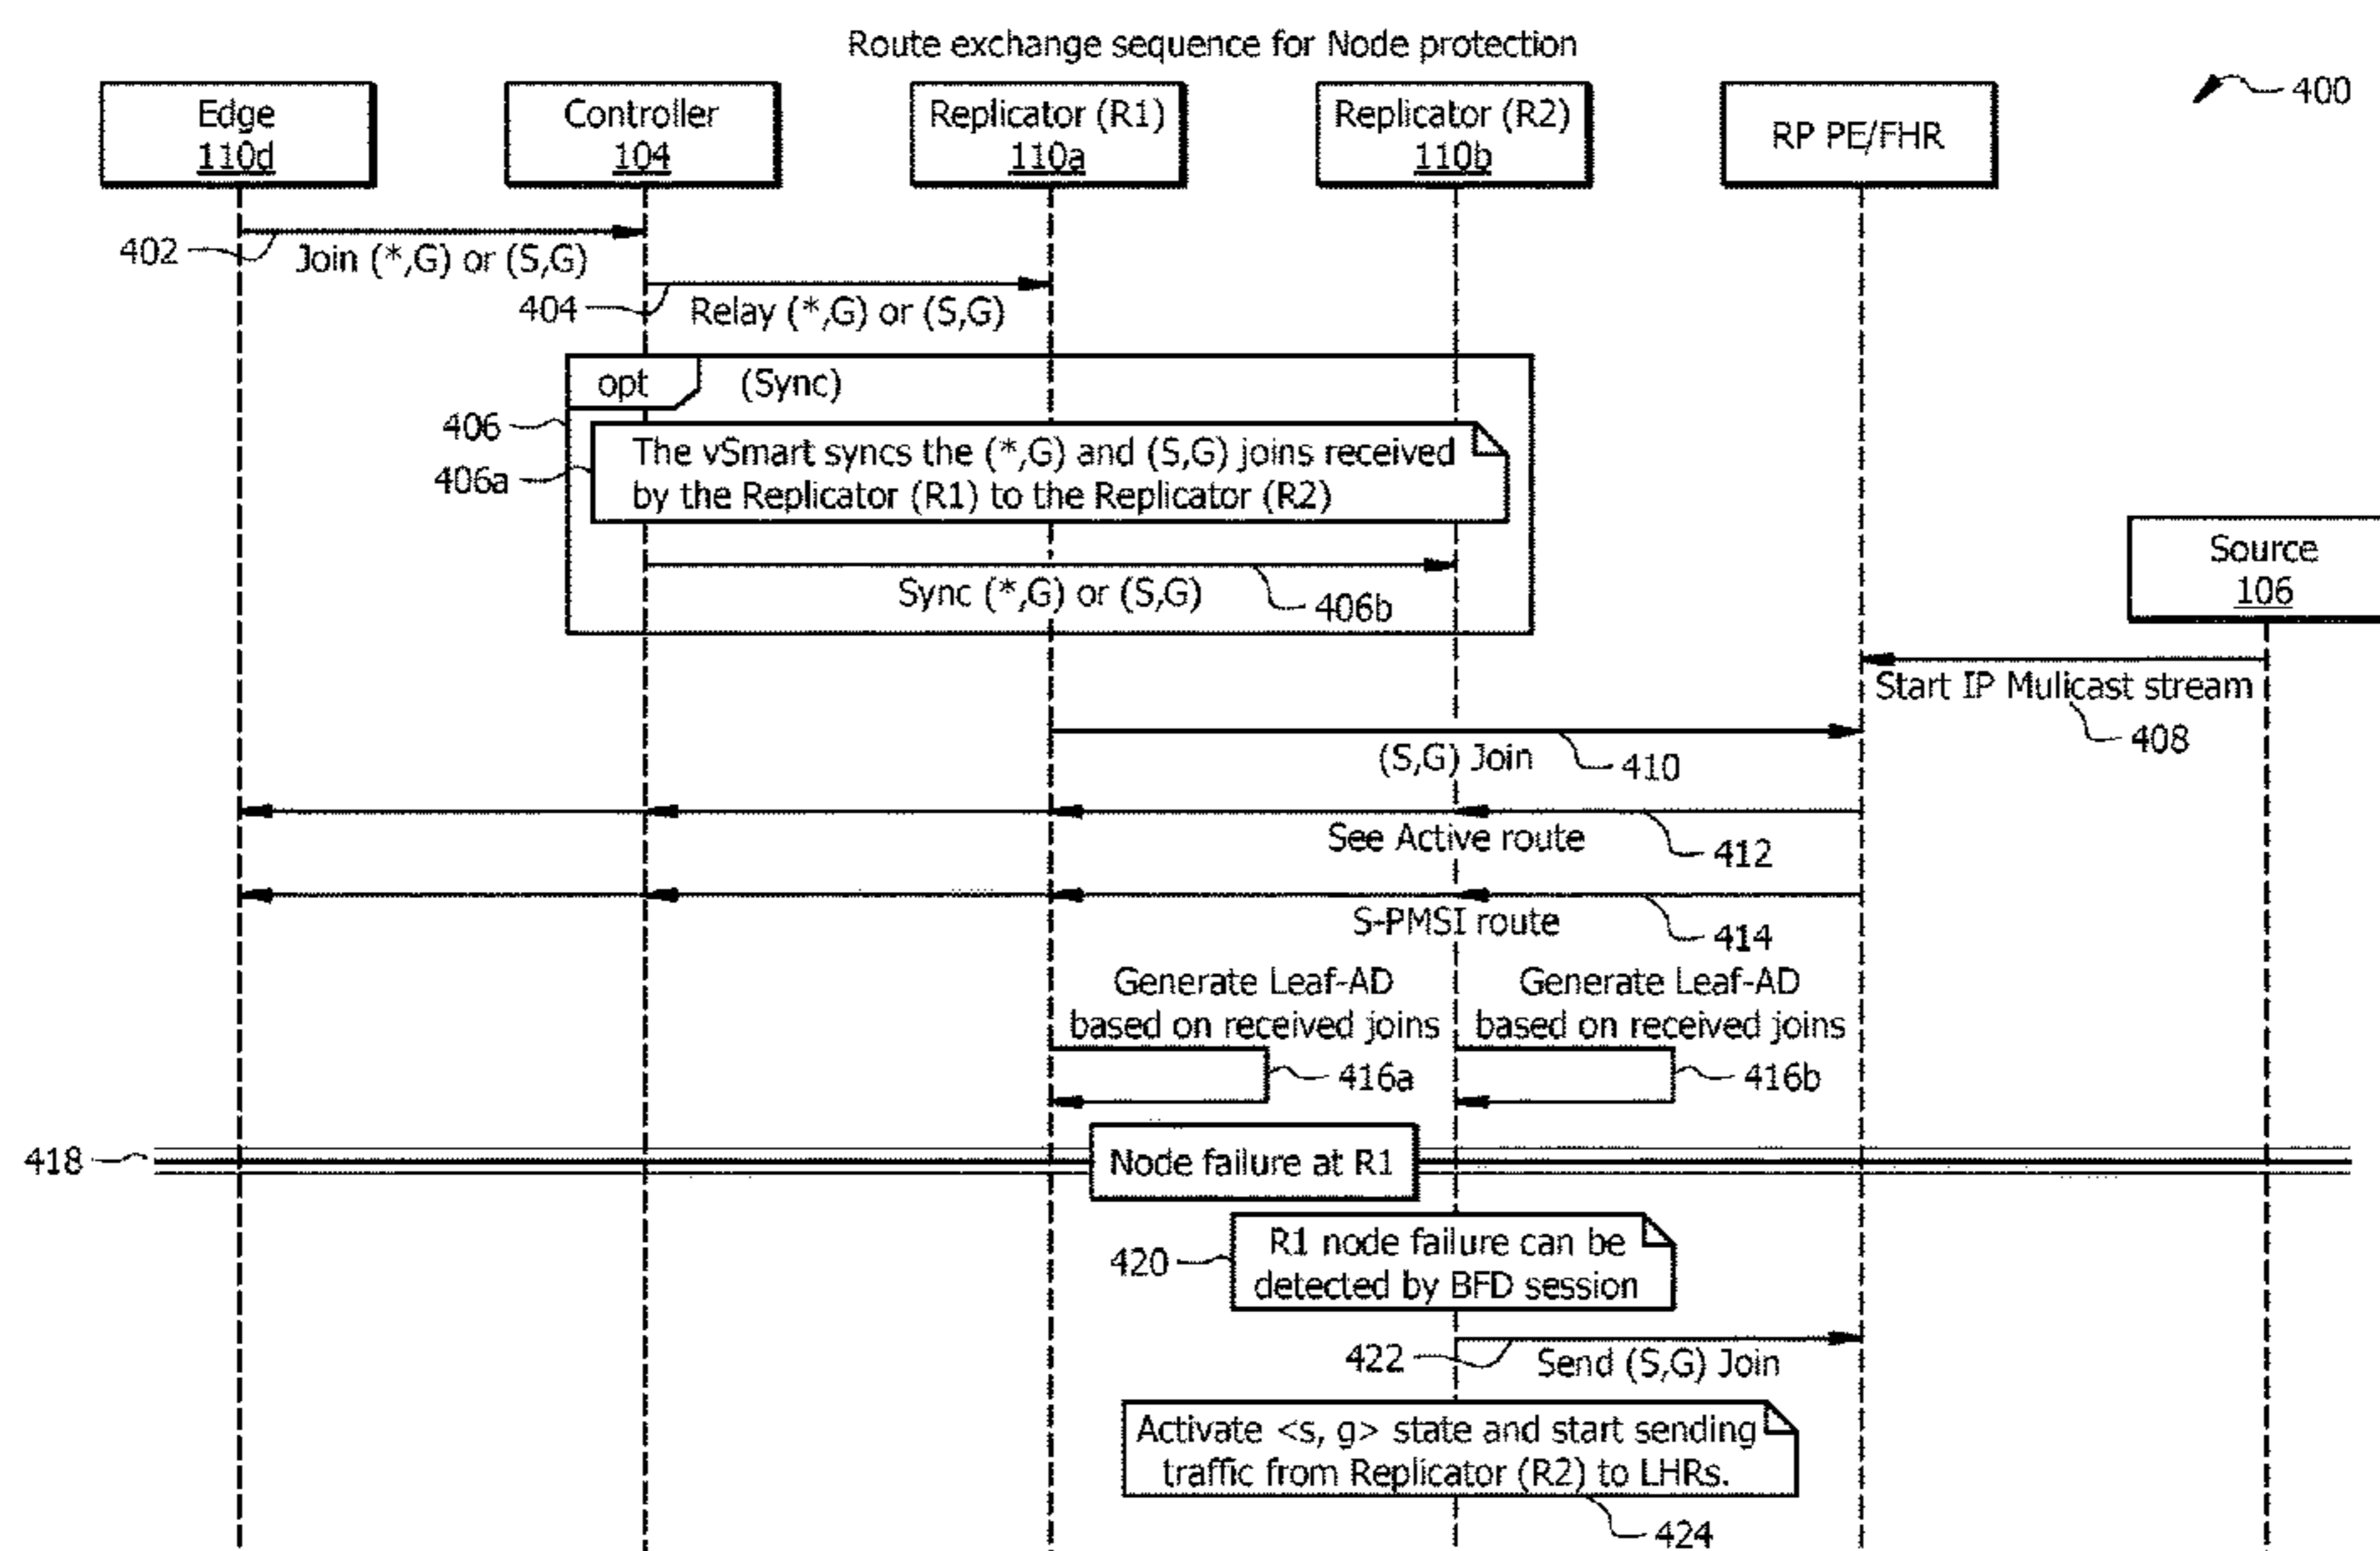 Route exchange sequence for Node protection
400
Edge
110d
Controller
104
Replicator (R1)
110a
Replicator (R2)
110b
RP PE/FHR
402
Join (*,G) or (S,G)
404
Relay (*,G) or (S,G)
opt
(Sync)
406
406a
The vSmart syncs the (*,G) and (S,G) joins received
by the Replicator (R1) to the Replicator (R2)
Sync (*,G) or (S,G)
406b
Source
106
Start IP Mulicast stream
408
(S,G) Join
410
See Active route
412
S-PMSI route
414
Generate Leaf-AD
based on received joins
416a
Generate Leaf-AD
based on received joins
416b
418
Node failure at R1
420
R1 node failure can be
detected by BFD session
422
Send (S,G) Join
Activate <s, g> state and start sending
traffic from Replicator (R2) to LHRs.
424